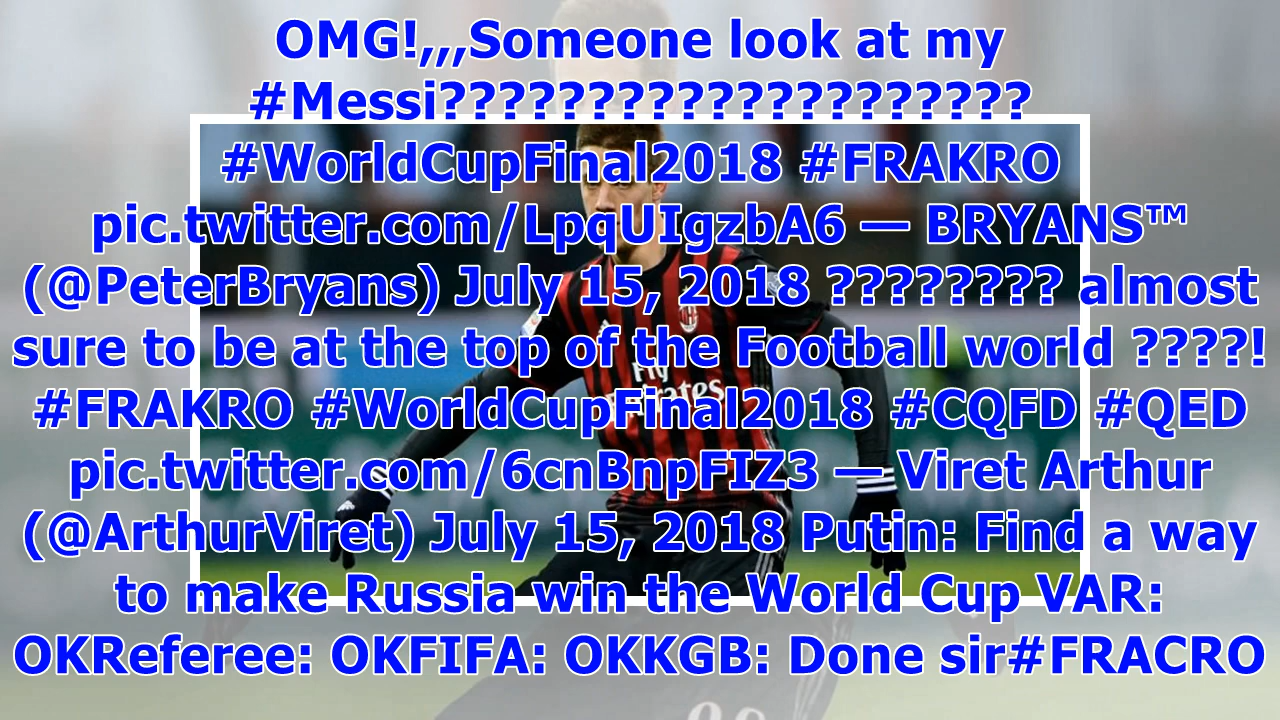 OMG!,,,Someone look at my
#Messi????????????????????
#WorldCupFinal2018 #FRAKRO
pic.twitter.com/LpqUIgzbA6 — BRYANS™
(@PeterBryans) July 15, 2018 ???????? almost
sure to be at the top of the Football world ????!
#FRAKRO #WorldCupFinal2018 #CQFD #QED
pic.twitter.com/6cnBnpFIZ3 — Viret Arthur
(@ArthurViret) July 15, 2018 Putin: Find a way
to make Russia win the World Cup VAR:
OKReferee: OKFIFA: OKKGB: Done sir#FRACRO
Fly
Emirates